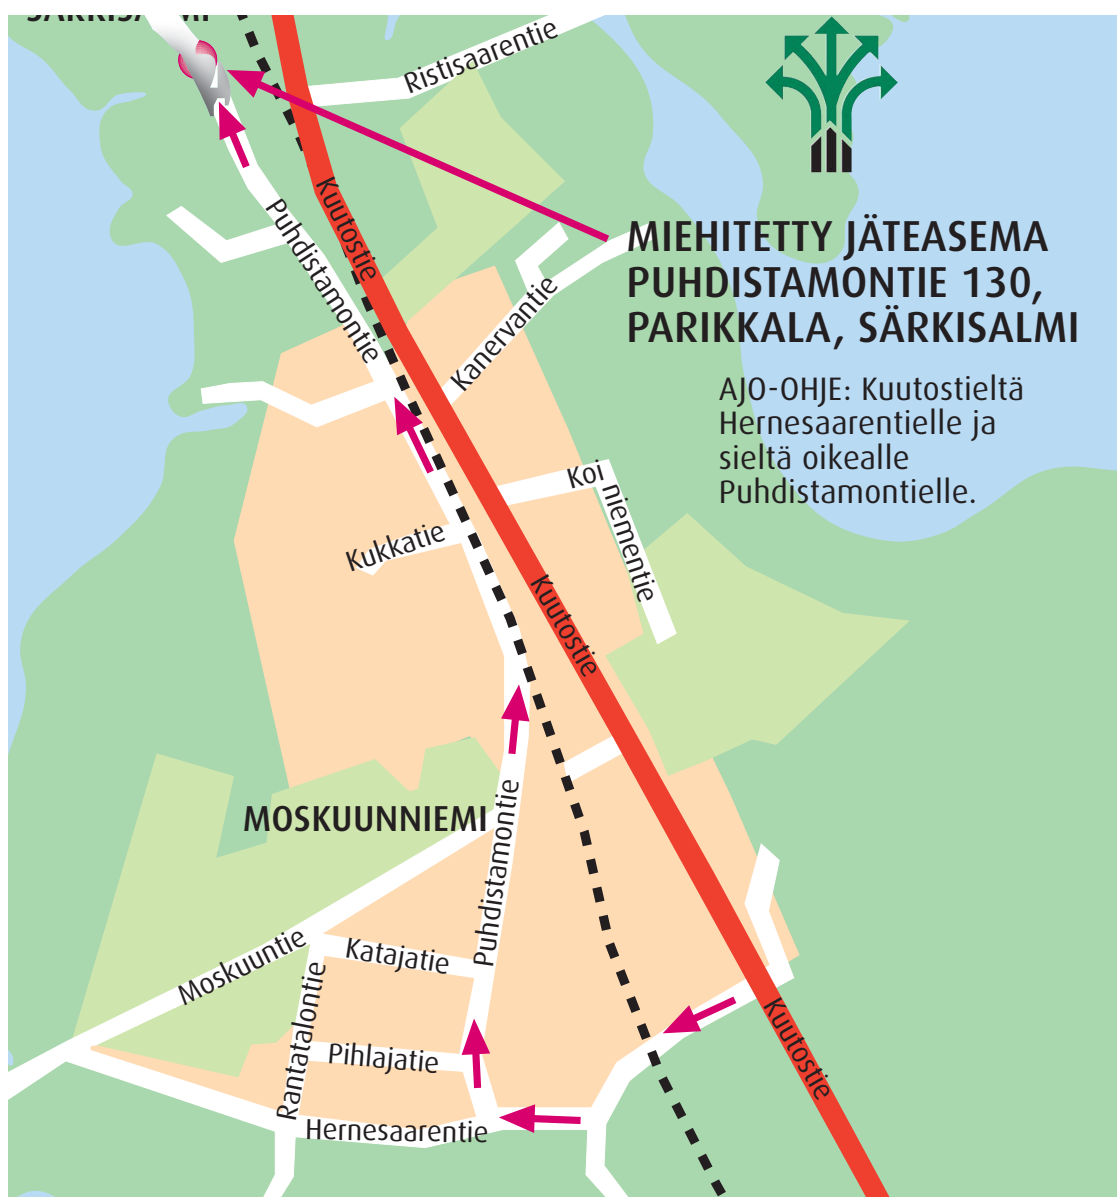 SÄRKISALMI
Ristisaarentie
Kuutostie
Puhdistamontie
MIEHITETTY JÄTEASEMA
PUHDISTAMONTIE 130,
PARIKKALA, SÄRKISALMI
Kanervantie
AJO-OHJE: Kuutostieltä
Hernesaarentielle ja
sieltä oikealle
Puhdistamontielle.
Koi niementie
Kukkatie
Kuutostie
MOSKUUNNIEMI
Puhdistamontie
Moskuuntie
Katajatie
Rantatalontie
Pihlajatie
Kuutostie
Hernesaarentie